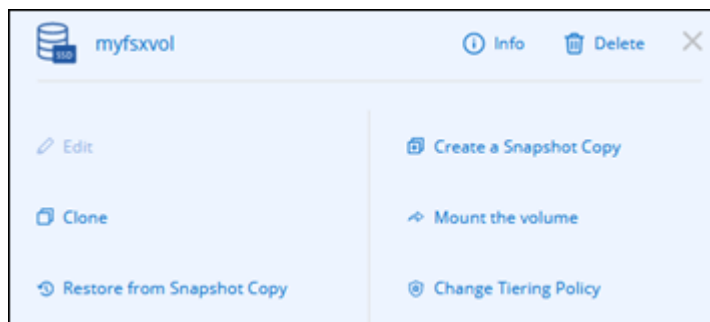 SSD
myfsxvol
Info
Delete
Edit
Create a Snapshot Copy
Clone
Mount the volume
Restore from Snapshot Copy
Change Tiering Policy